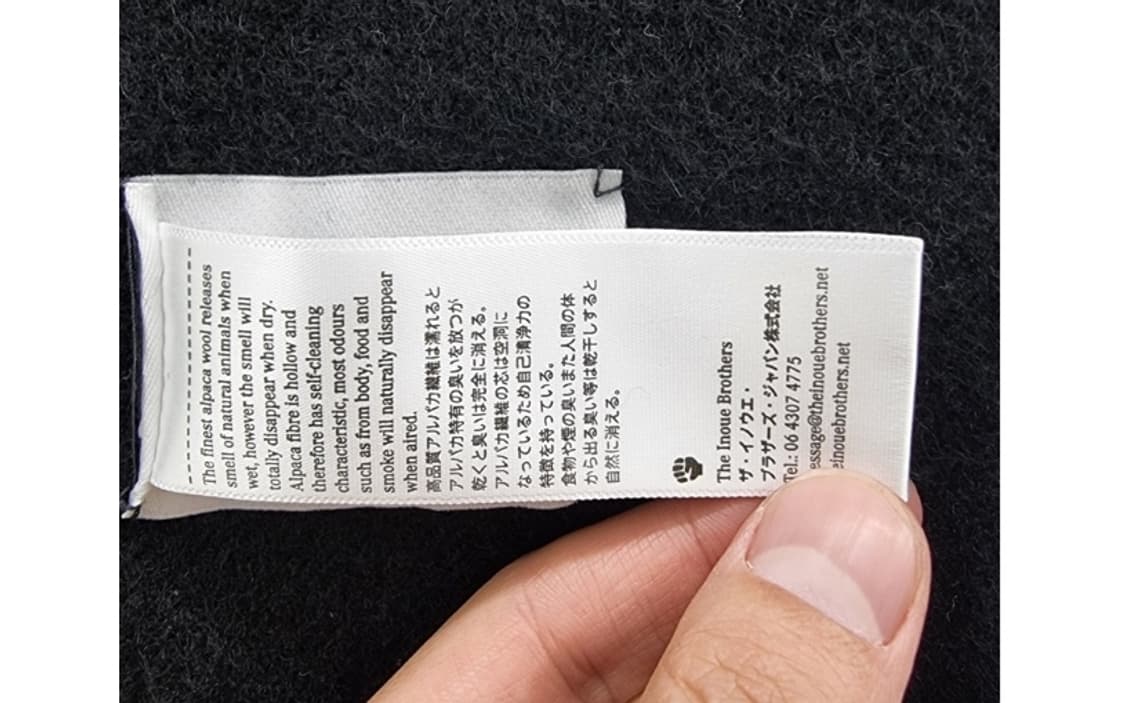 The finest alpaca wool releases
smell of natural animals when
wet, however the smell will
totally disappear when dry.
Alpaca fibre is hollow and
therefore has self-cleaning
characteristic, most odours
such as from body, food and
smoke will naturally disappear
when aired.
高品質アルパカ繊維は濡れると
アルパカ特有の臭いを放つが
乾くと臭いは完全に消える。
アルパカ繊維の芯は空洞に
なっているため自己清浄力の
特徴を持っている。
食物や煙の臭いまた人間の体
から出る臭い等は乾干しすると
自然に消える。
The Inoue Brothers
ザ・イノウエ・
ブラザーズ・ジャパン株式会社
Tel.: 06 4307 4775
essage@theinouebrothers.net
einouebrothers.net